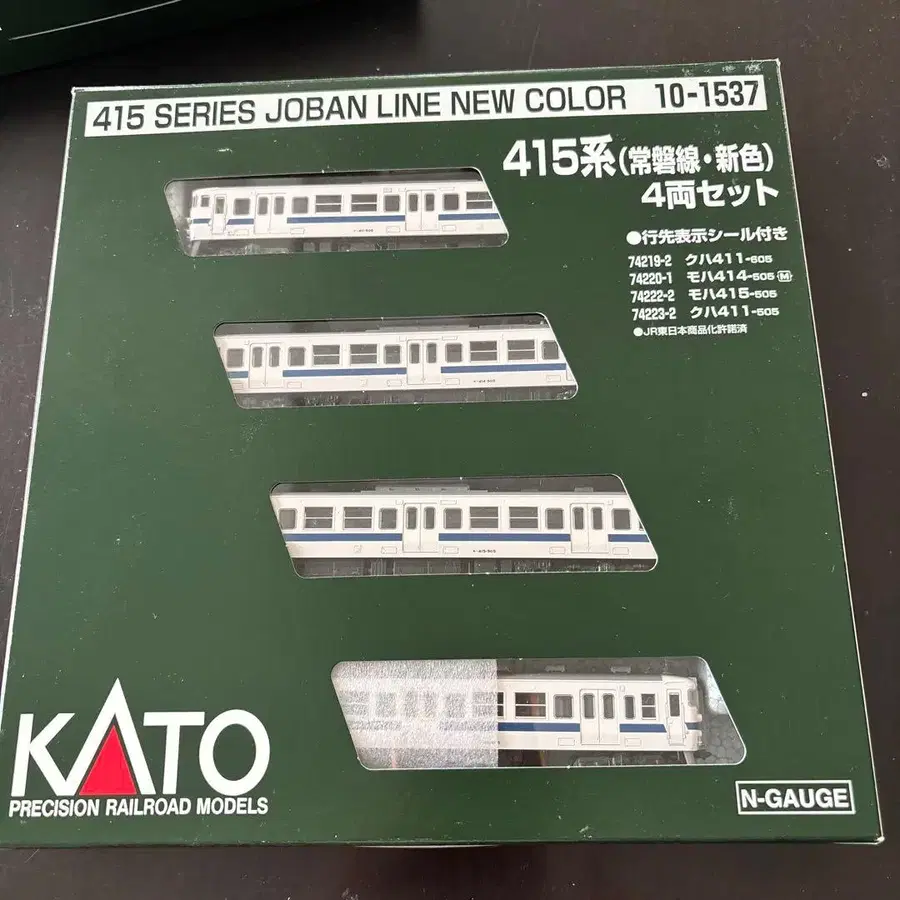 415 SERIES JOBAN LINE NEW COLOR 10-1537
415系(常磐線・新色)
4両セット
●行先表示シール付き
74219-2 クハ411-605
74220-1 モハ414-505 M
74222-2 モハ415-505
74223-2 クハ411-505
●JR東日本商品化許諾済
KATO
PRECISION RAILROAD MODELS
N-GAUGE